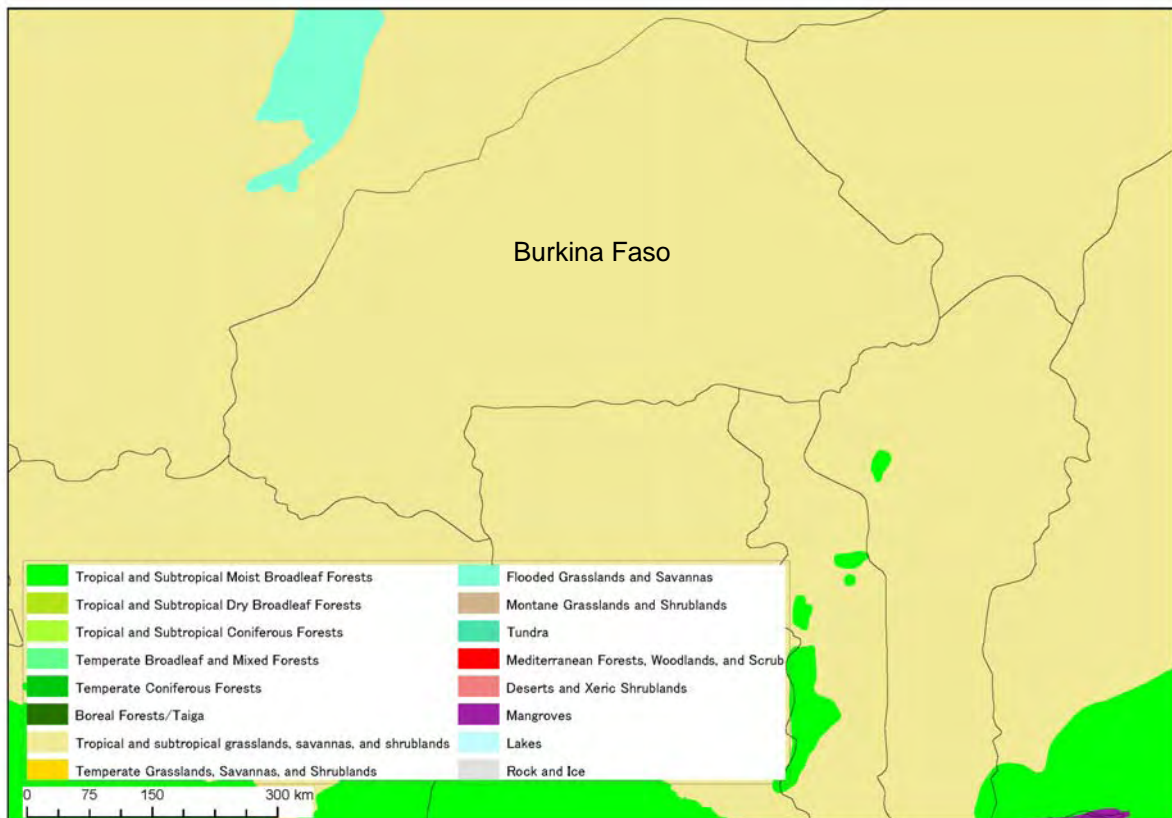 Burkina Faso
Tropical and Subtropical Moist Broadleaf Forests
Tropical and Subtropical Dry Broadleaf Forests
Tropical and Subtropical Coniferous Forests
Temperate Broadleaf and Mixed Forests
Temperate Coniferous Forests
Boreal Forests/Taiga
Tropical and subtropical grasslands, savannas, and shrublands
Temperate Grasslands, Savannas, and Shrublands
Flooded Grasslands and Savannas
Montane Grasslands and Shrublands
Tundra
Mediterranean Forests, Woodlands, and Scrub
Deserts and Xeric Shrublands
Mangroves
Lakes
Rock and Ice
0 75 150 300 km